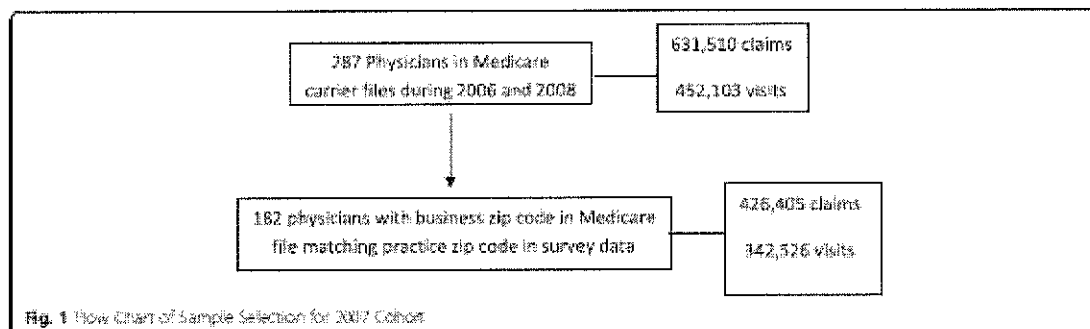 287 Physicians in Medicare
carrier files during 2006 and 2008
631,510 claims
452,103 visits
182 physicians with business zip code in Medicare
file matching practice zip code in survey data
426,405 claims
342,526 visits
Fig. 1 Flow Chart of Sample Selection for 2007 Cohort